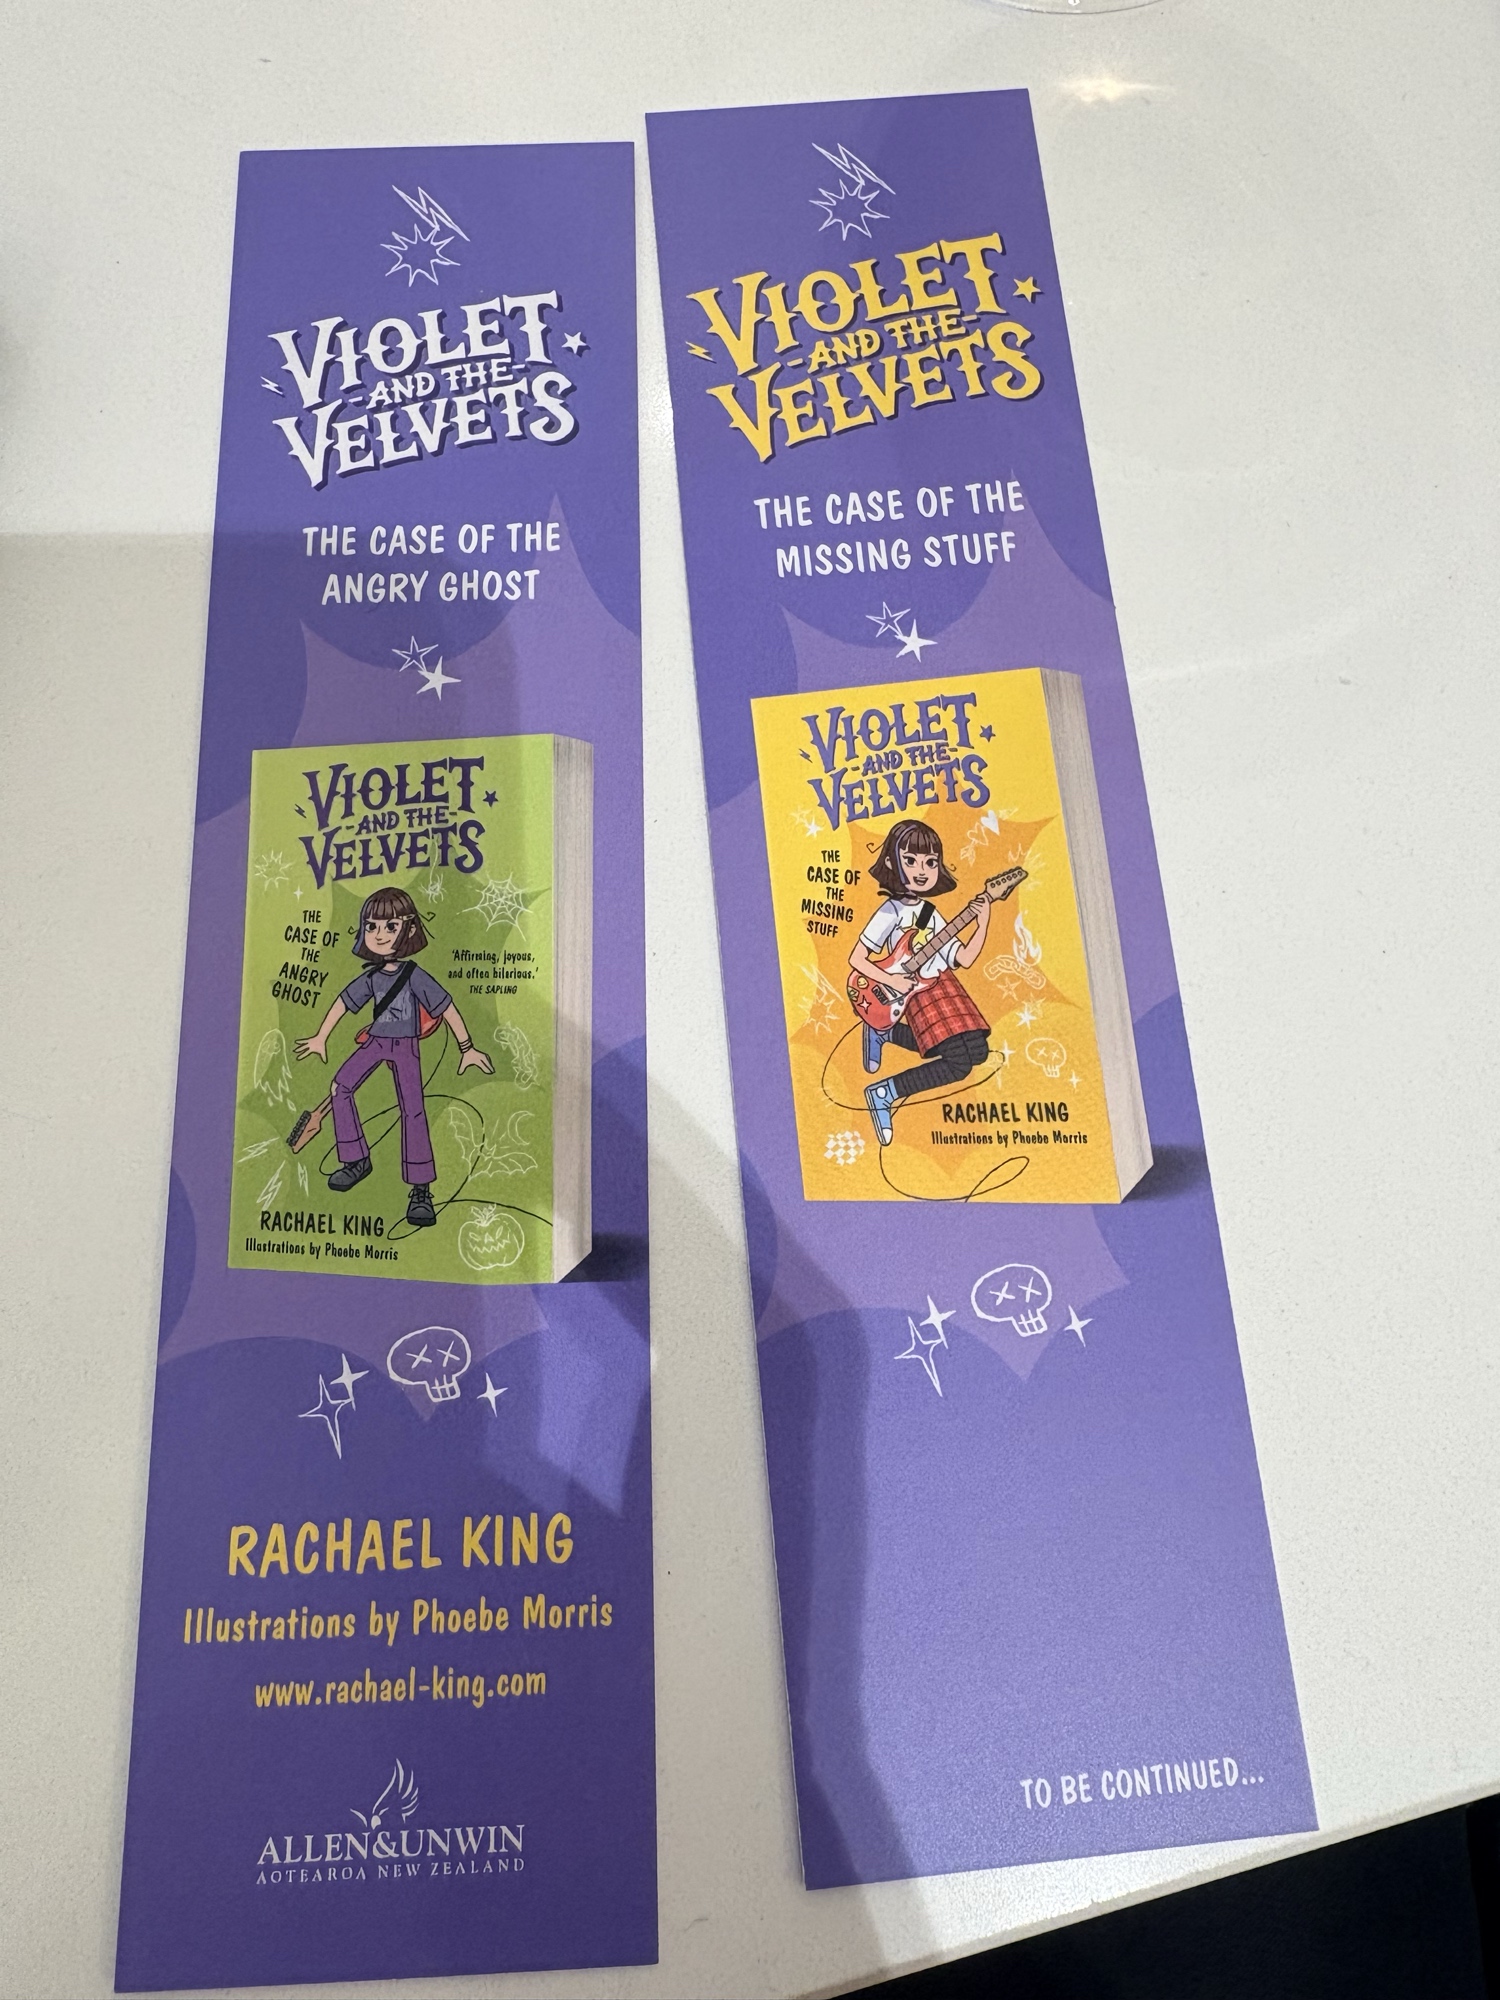 VIOLET
-AND THE-
VELVETS
THE CASE OF THE
ANGRY GHOST
VIOLET
-AND THE-
VELVETS
THE
CASE OF
THE
ANGRY
GHOST
'Affirming, joyous,
and often hilarious.'
THE SAPLING
RACHAEL KING
Illustrations by Phoebe Morris
RACHAEL KING
Illustrations by Phoebe Morris
www.rachael-king.com
ALLEN&UNWIN
AOTEAROA NEW ZEALAND
VIOLET
-AND THE-
VELVETS
THE CASE OF THE
MISSING STUFF
VIOLET
-AND THE-
VELVETS
THE
CASE OF
THE
MISSING
STUFF
RACHAEL KING
Illustrations by Phoebe Morris
TO BE CONTINUED...